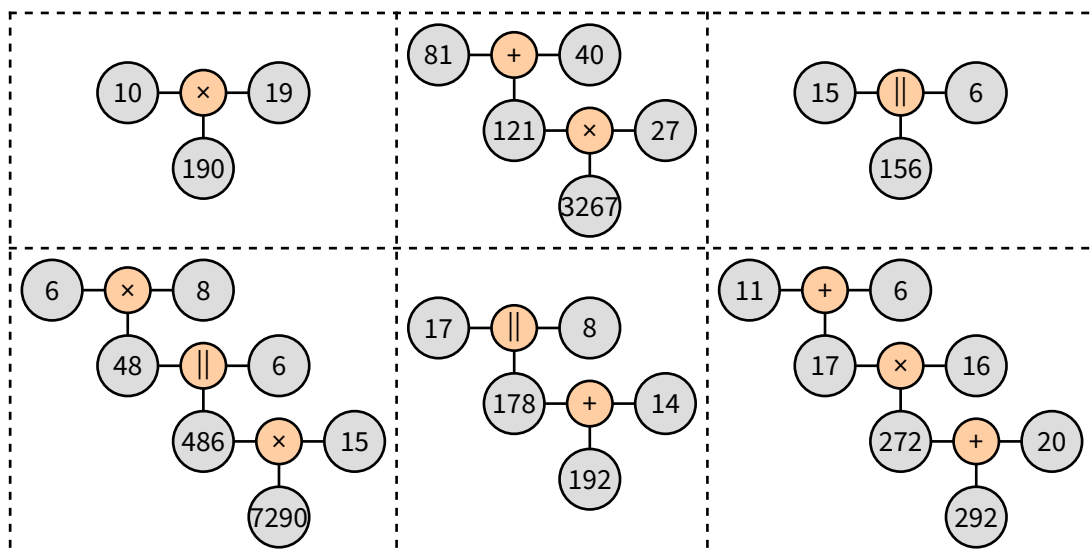 10 × 19
190
81 + 40
121 × 27
3267
15 || 6
156
6 × 8
48 || 6
486 × 15
7290
17 || 8
178 + 14
192
11 + 6
17 × 16
272 + 20
292